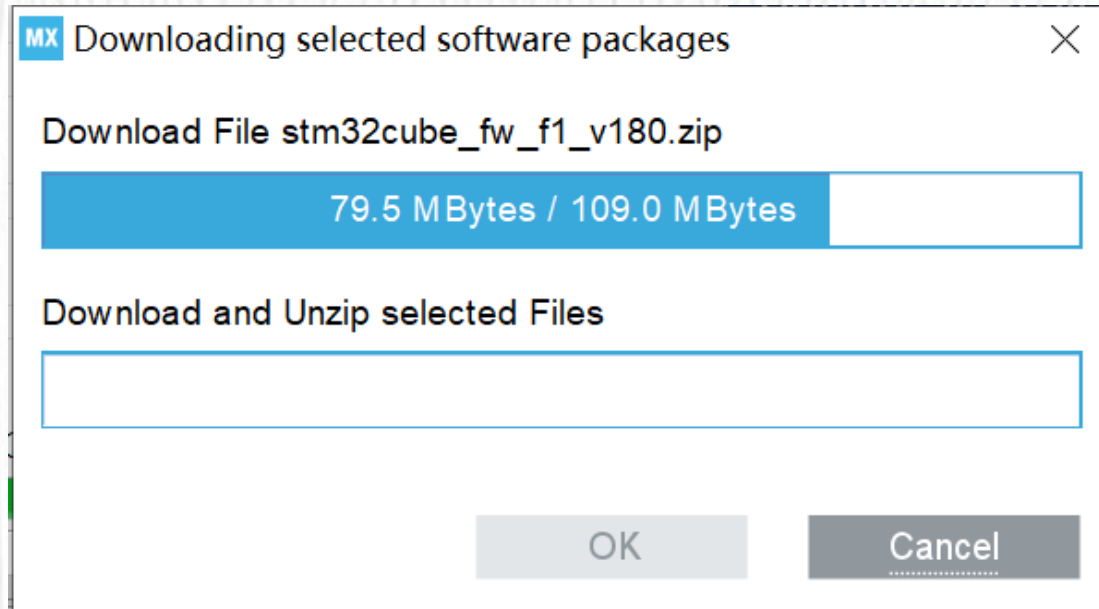 MX Downloading selected software packages
Download File stm32cube_fw_f1_v180.zip
79.5 MBytes / 109.0 MBytes
Download and Unzip selected Files
OK
Cancel